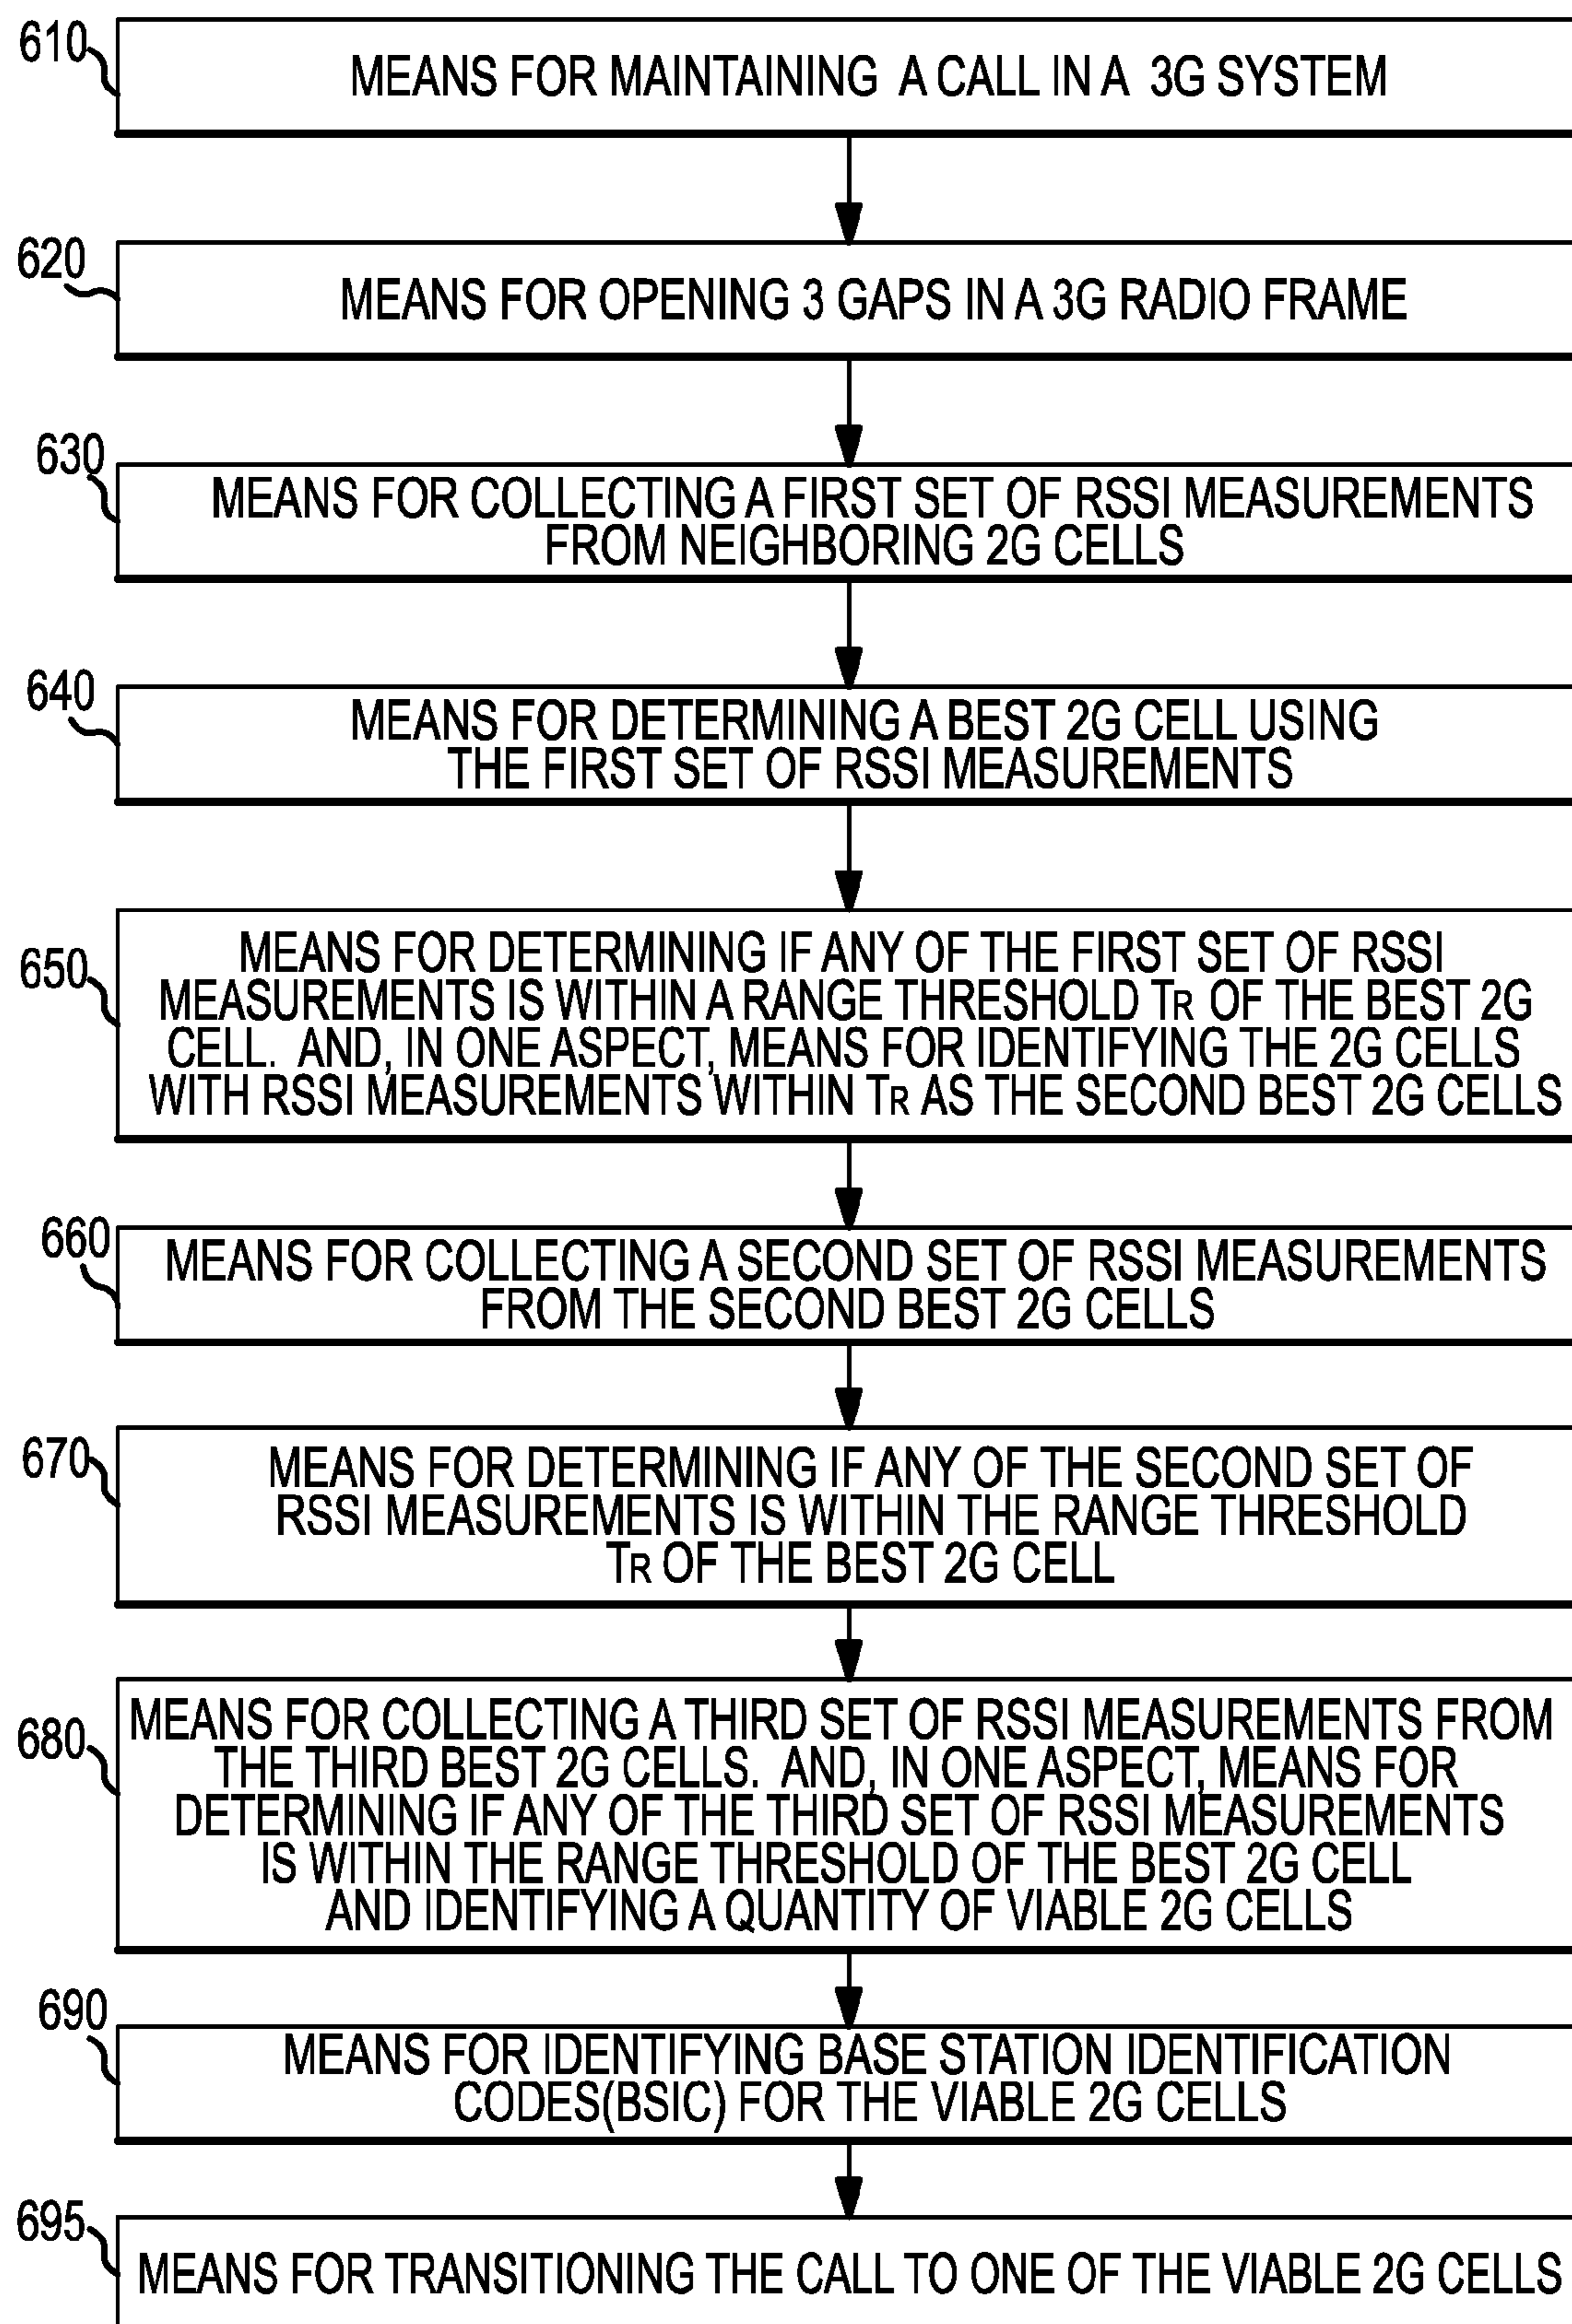 610
MEANS FOR MAINTAINING A CALL IN A 3G SYSTEM
620
MEANS FOR OPENING 3 GAPS IN A 3G RADIO FRAME
630
MEANS FOR COLLECTING A FIRST SET OF RSSI MEASUREMENTS
FROM NEIGHBORING 2G CELLS
640
MEANS FOR DETERMINING A BEST 2G CELL USING
THE FIRST SET OF RSSI MEASUREMENTS
650
MEANS FOR DETERMINING IF ANY OF THE FIRST SET OF RSSI
MEASUREMENTS IS WITHIN A RANGE THRESHOLD TR OF THE BEST 2G
CELL. AND, IN ONE ASPECT, MEANS FOR IDENTIFYING THE 2G CELLS
WITH RSSI MEASUREMENTS WITHIN TR AS THE SECOND BEST 2G CELLS
660
MEANS FOR COLLECTING A SECOND SET OF RSSI MEASUREMENTS
FROM THE SECOND BEST 2G CELLS
670
MEANS FOR DETERMINING IF ANY OF THE SECOND SET OF
RSSI MEASUREMENTS IS WITHIN THE RANGE THRESHOLD
TR OF THE BEST 2G CELL
680
MEANS FOR COLLECTING A THIRD SET OF RSSI MEASUREMENTS FROM
THE THIRD BEST 2G CELLS. AND, IN ONE ASPECT, MEANS FOR
DETERMINING IF ANY OF THE THIRD SET OF RSSI MEASUREMENTS
IS WITHIN THE RANGE THRESHOLD OF THE BEST 2G CELL
AND IDENTIFYING A QUANTITY OF VIABLE 2G CELLS
690
MEANS FOR IDENTIFYING BASE STATION IDENTIFICATION
CODES(BSIC) FOR THE VIABLE 2G CELLS
695
MEANS FOR TRANSITIONING THE CALL TO ONE OF THE VIABLE 2G CELLS